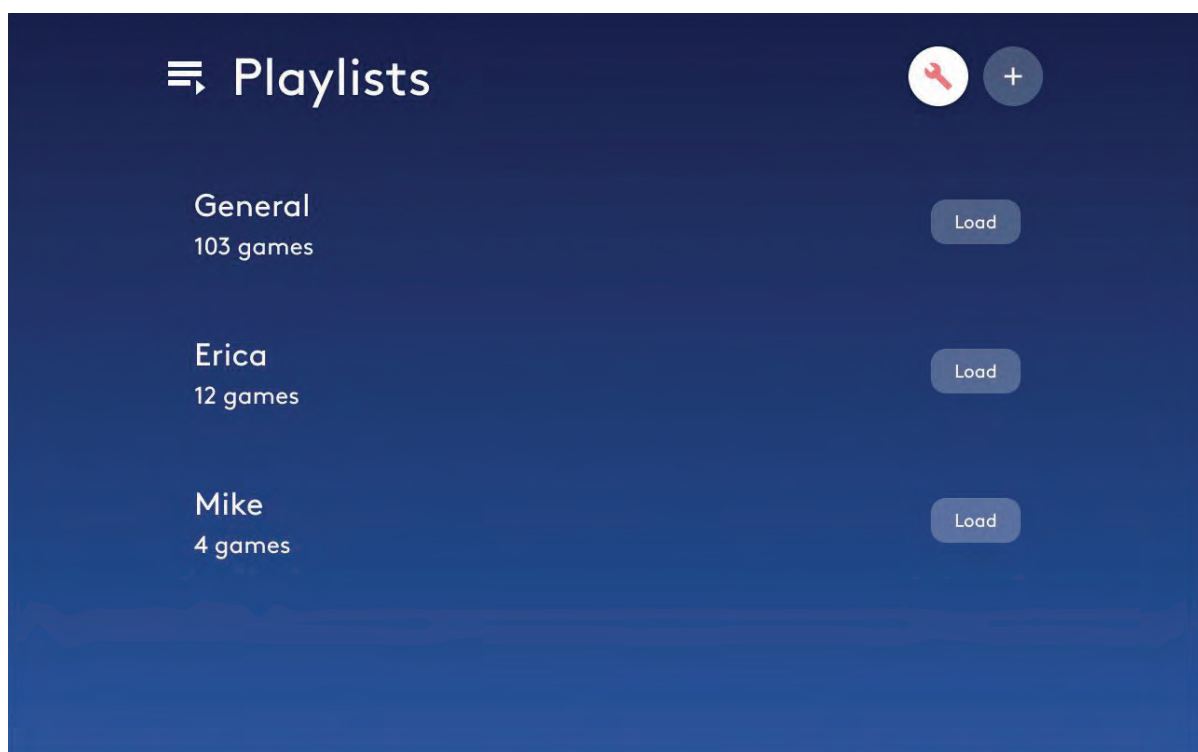 Playlists
+
General
103 games
Load
Erica
12 games
Load
Mike
4 games
Load